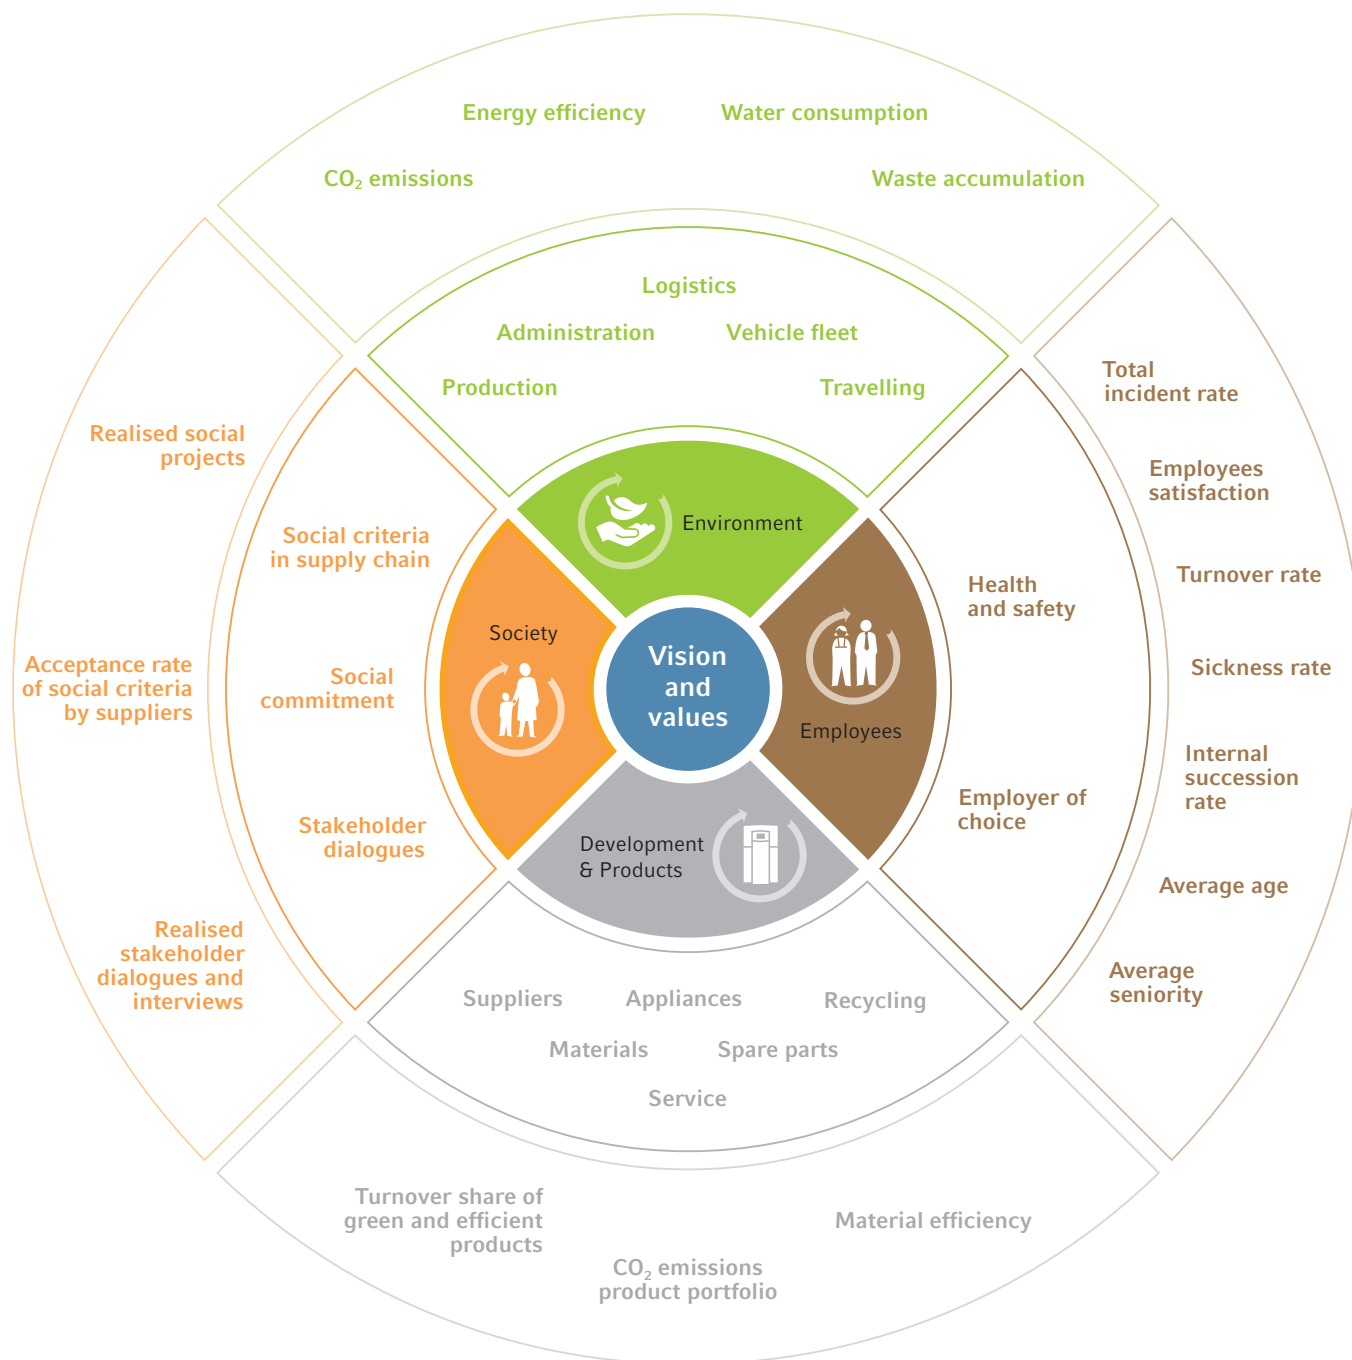 Energy efficiency
Water consumption
CO₂ emissions
Waste accumulation
Logistics
Administration
Vehicle fleet
Production
Travelling
Environment
Realised social
projects
Acceptance rate
of social criteria
by suppliers
Realised
stakeholder
dialogues and
interviews
Social criteria
in supply chain
Social
commitment
Stakeholder
dialogues
Society
Vision
and
values
Employees
Health
and safety
Employer of
choice
Total
incident rate
Employees
satisfaction
Turnover rate
Sickness rate
Internal
succession
rate
Average age
Average
seniority
Development
& Products
Suppliers
Appliances
Recycling
Materials
Spare parts
Service
Turnover share of
green and efficient
products
CO₂ emissions
product portfolio
Material efficiency